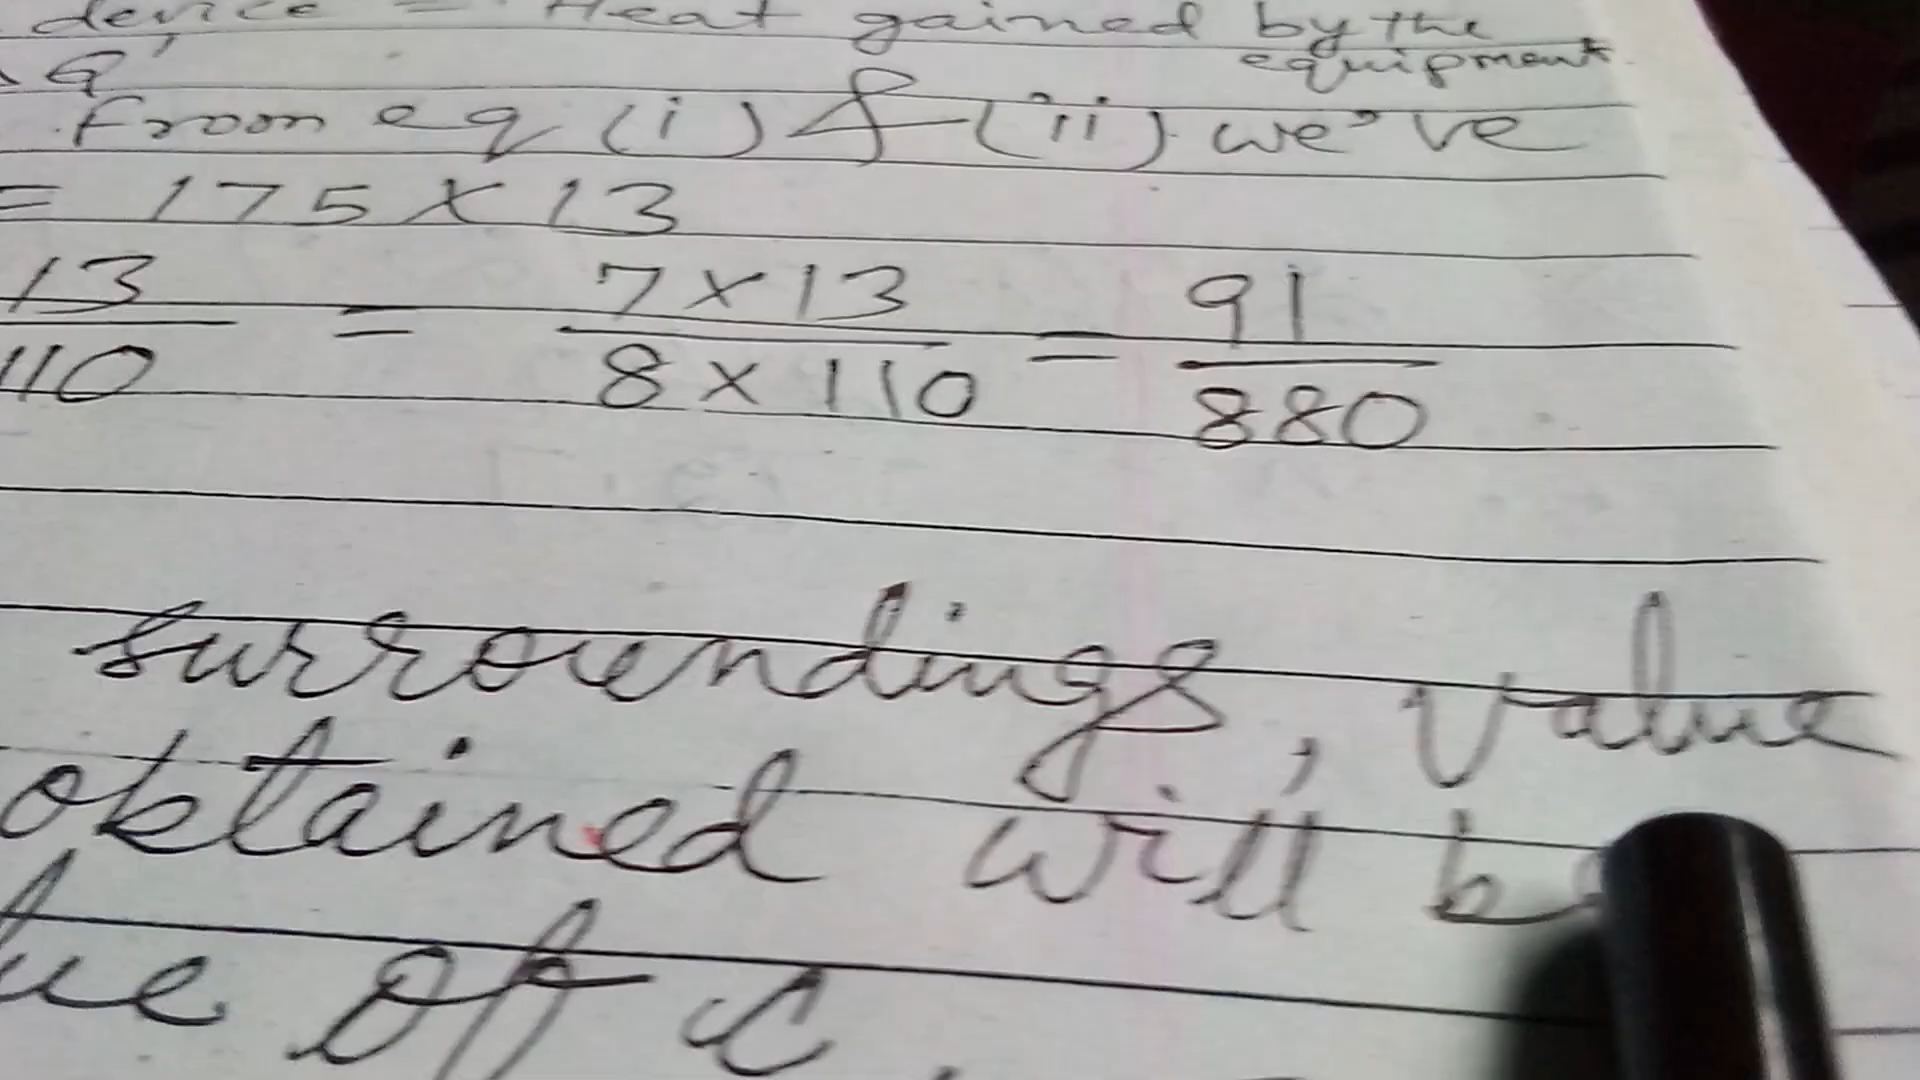 device = Heat gained by the
equipment.
Q'
From eq (i) & (ii) we've
= 175 × 13
13 / 110 = 7 × 13 / 8 × 110 = 91 / 880
surroundings, value
obtained will
of c